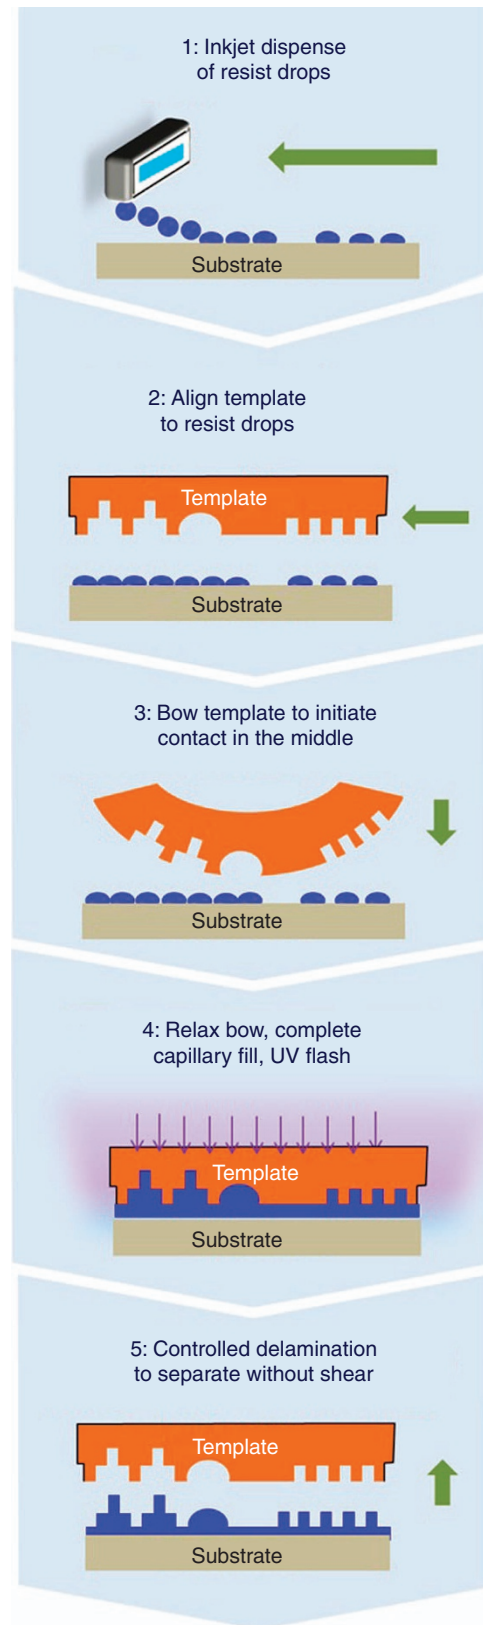 1: Inkjet dispense
of resist drops
Substrate
2: Align template
to resist drops
Template
Substrate
3: Bow template to initiate
contact in the middle
Substrate
4: Relax bow, complete
capillary fill, UV flash
Template
Substrate
5: Controlled delamination
to separate without shear
Template
Substrate